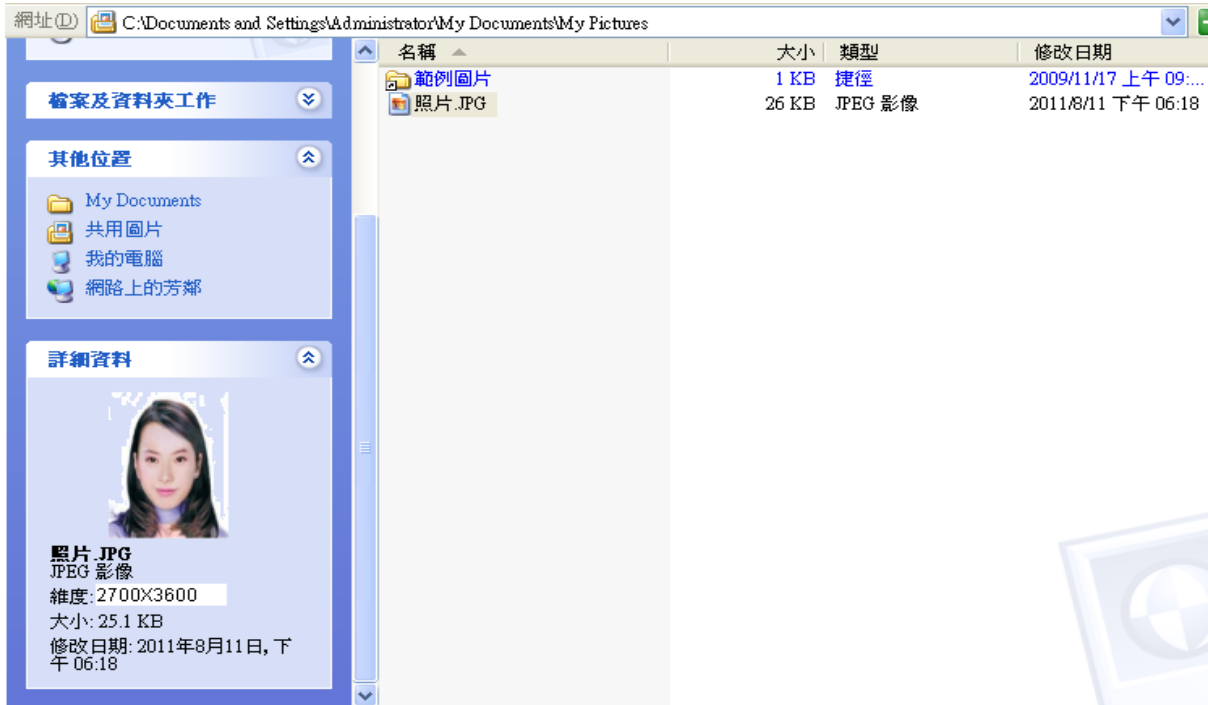 網址(D) C:\Documents and Settings\Administrator\My Documents\My Pictures
名稱 大小 類型 修改日期
範例圖片 1 KB 捷徑 2009/11/17 上午 09:...
照片.JPG 26 KB JPEG 影像 2011/8/11 下午 06:18
檔案及資料夾工作
其他位置
My Documents
共用圖片
我的電腦
網路上的芳鄰
詳細資料
照片.JPG
JPEG 影像
維度: 2700X3600
大小: 25.1 KB
修改日期: 2011年8月11日, 下
午 06:18